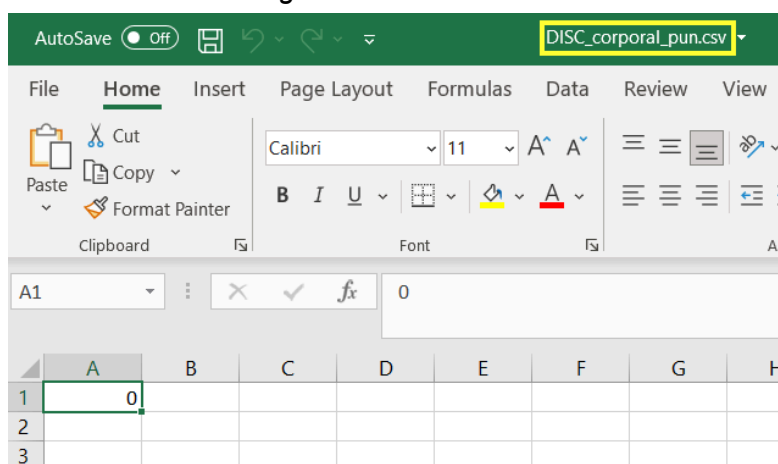 AutoSave Off DISC_corporal_pun.csv
File Home Insert Page Layout Formulas Data Review View
Cut
Copy
Paste
Format Painter
Calibri 11 A^ Aˇ
B I U A
Clipboard Font A
A1 fx 0
A B C D E F G H
1 0
2
3